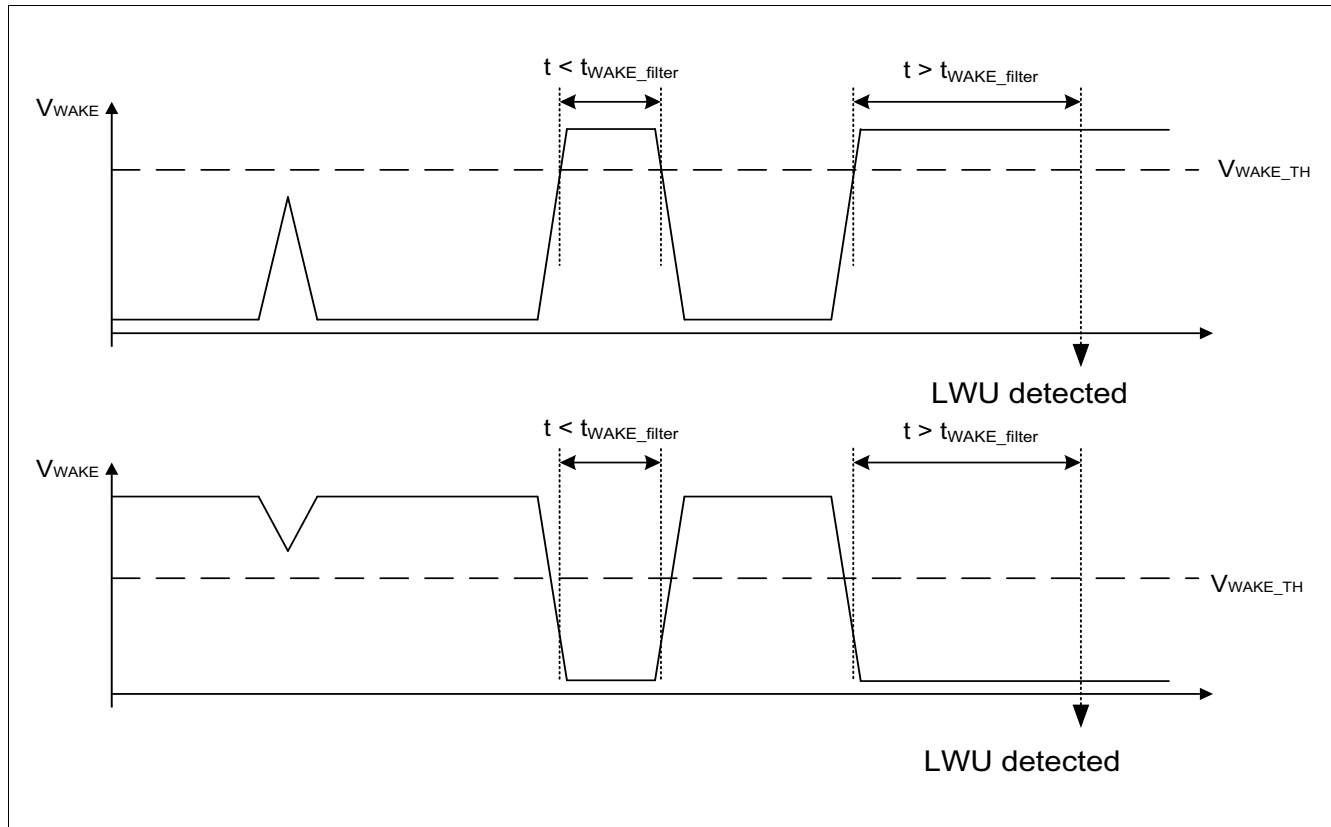 t < tWAKE_filter
t > tWAKE_filter
VWAKE
VWAKE_TH
LWU detected
t < tWAKE_filter
t > tWAKE_filter
VWAKE
VWAKE_TH
LWU detected